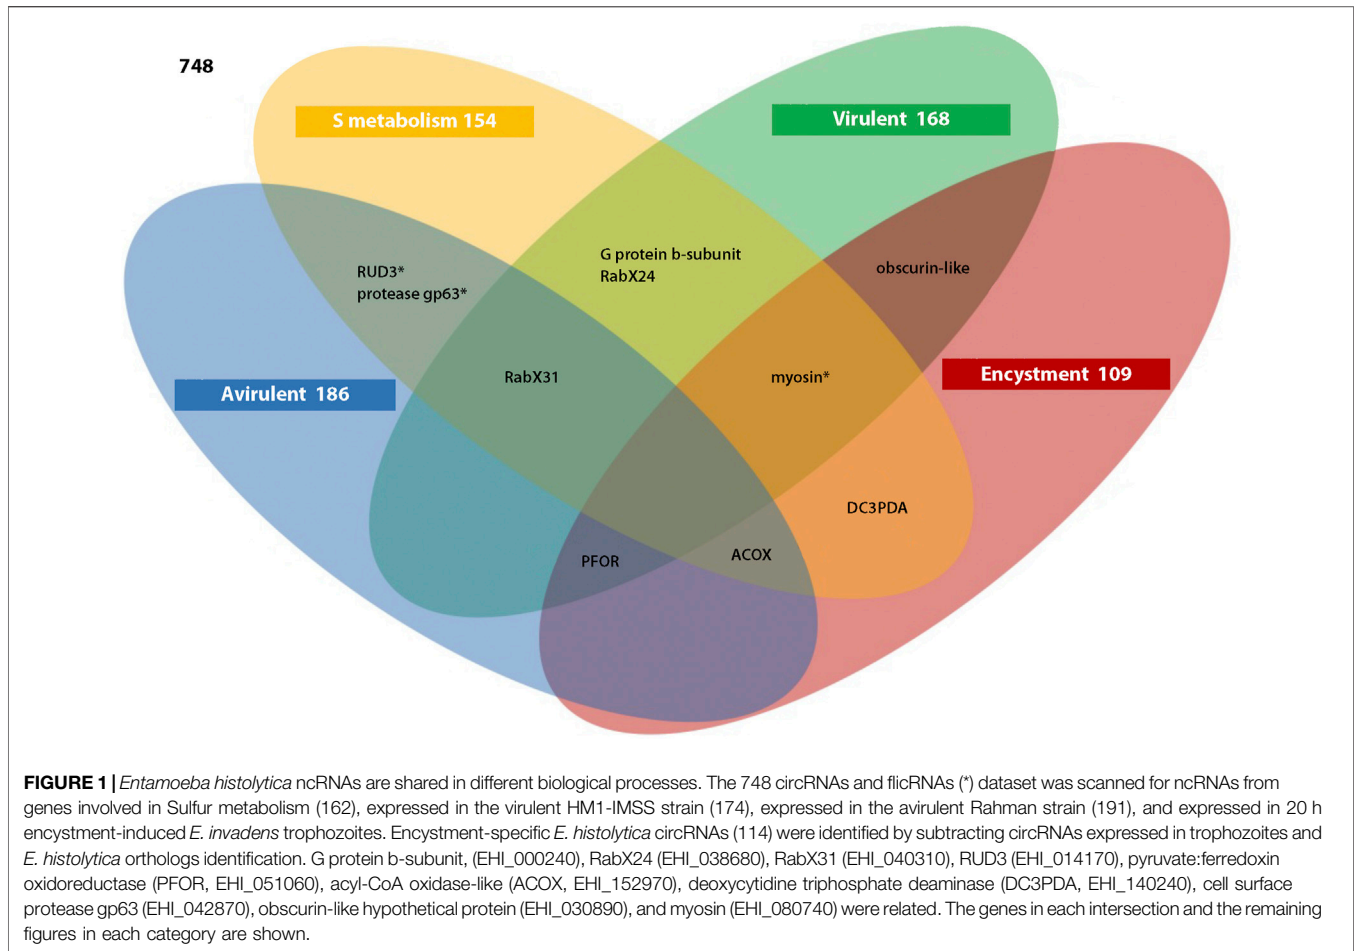 748
S metabolism 154
Virulent 168
G protein b-subunit
RabX24
obscurin-like
RUD3*
protease gp63*
RabX31
myosin*
Encystment 109
Avirulent 186
DC3PDA
PFOR
ACOX
FIGURE 1 | Entamoeba histolytica ncRNAs are shared in different biological processes. The 748 circRNAs and flicRNAs (*) dataset was scanned for ncRNAs from
genes involved in Sulfur metabolism (162), expressed in the virulent HM1-IMSS strain (174), expressed in the avirulent Rahman strain (191), and expressed in 20 h
encystment-induced E. invadens trophozoites. Encystment-specific E. histolytica circRNAs (114) were identified by subtracting circRNAs expressed in trophozoites and
E. histolytica orthologs identification. G protein b-subunit, (EHI_000240), RabX24 (EHI_038680), RabX31 (EHI_040310), RUD3 (EHI_014170), pyruvate:ferredoxin
oxidoreductase (PFOR, EHI_051060), acyl-CoA oxidase-like (ACOX, EHI_152970), deoxycytidine triphosphate deaminase (DC3PDA, EHI_140240), cell surface
protease gp63 (EHI_042870), obscurin-like hypothetical protein (EHI_030890), and myosin (EHI_080740) were related. The genes in each intersection and the remaining
figures in each category are shown.